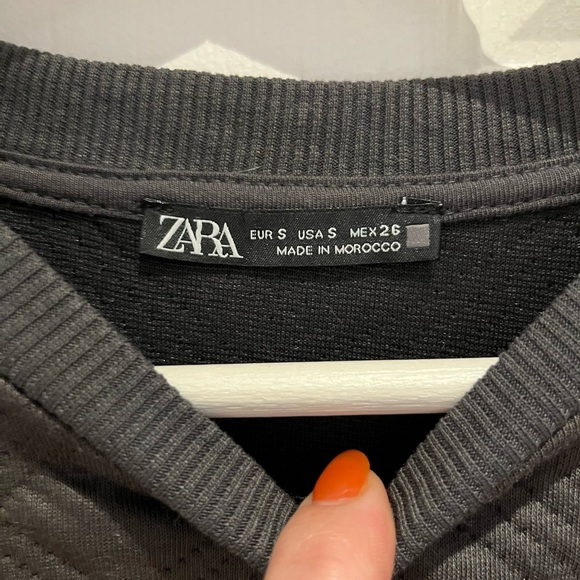 ZARA
EUR S USA S MEX 26
MADE IN MOROCCO